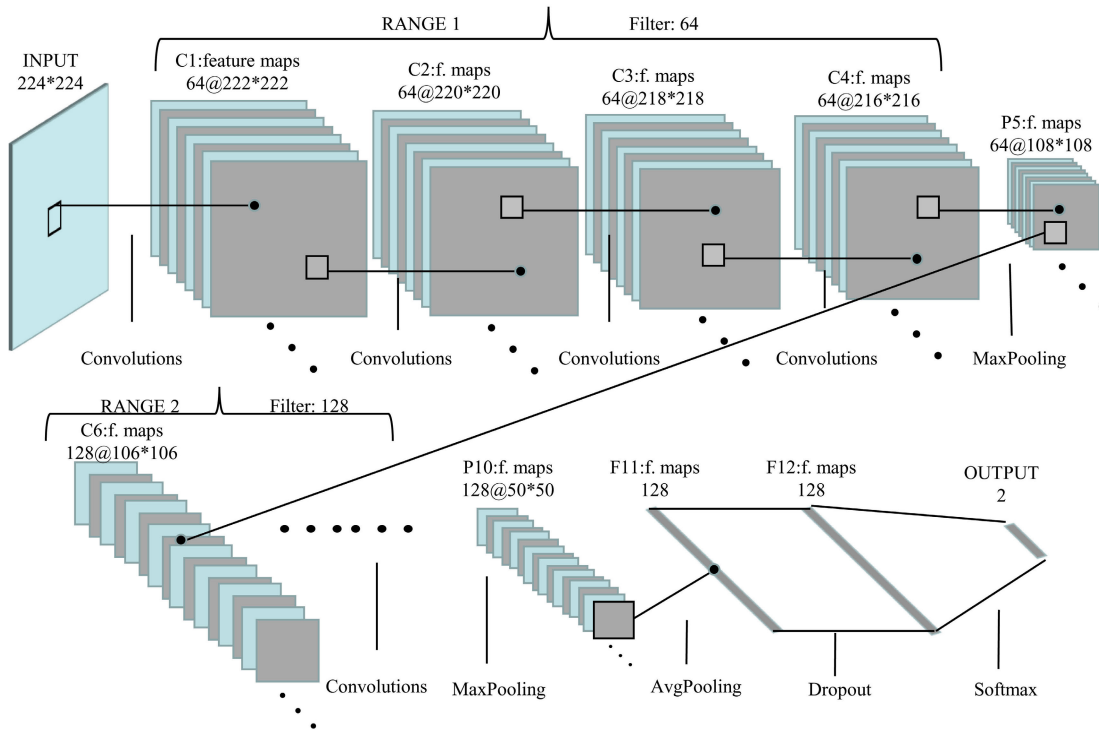 RANGE 1
Filter: 64
INPUT
224*224
C1:feature maps
64@222*222
C2:f. maps
64@220*220
C3:f. maps
64@218*218
C4:f. maps
64@216*216
P5:f. maps
64@108*108
Convolutions
Convolutions
Convolutions
Convolutions
MaxPooling
RANGE 2
Filter: 128
C6:f. maps
128@106*106
P10:f. maps
128@50*50
F11:f. maps
128
F12:f. maps
128
OUTPUT
2
Convolutions
MaxPooling
AvgPooling
Dropout
Softmax